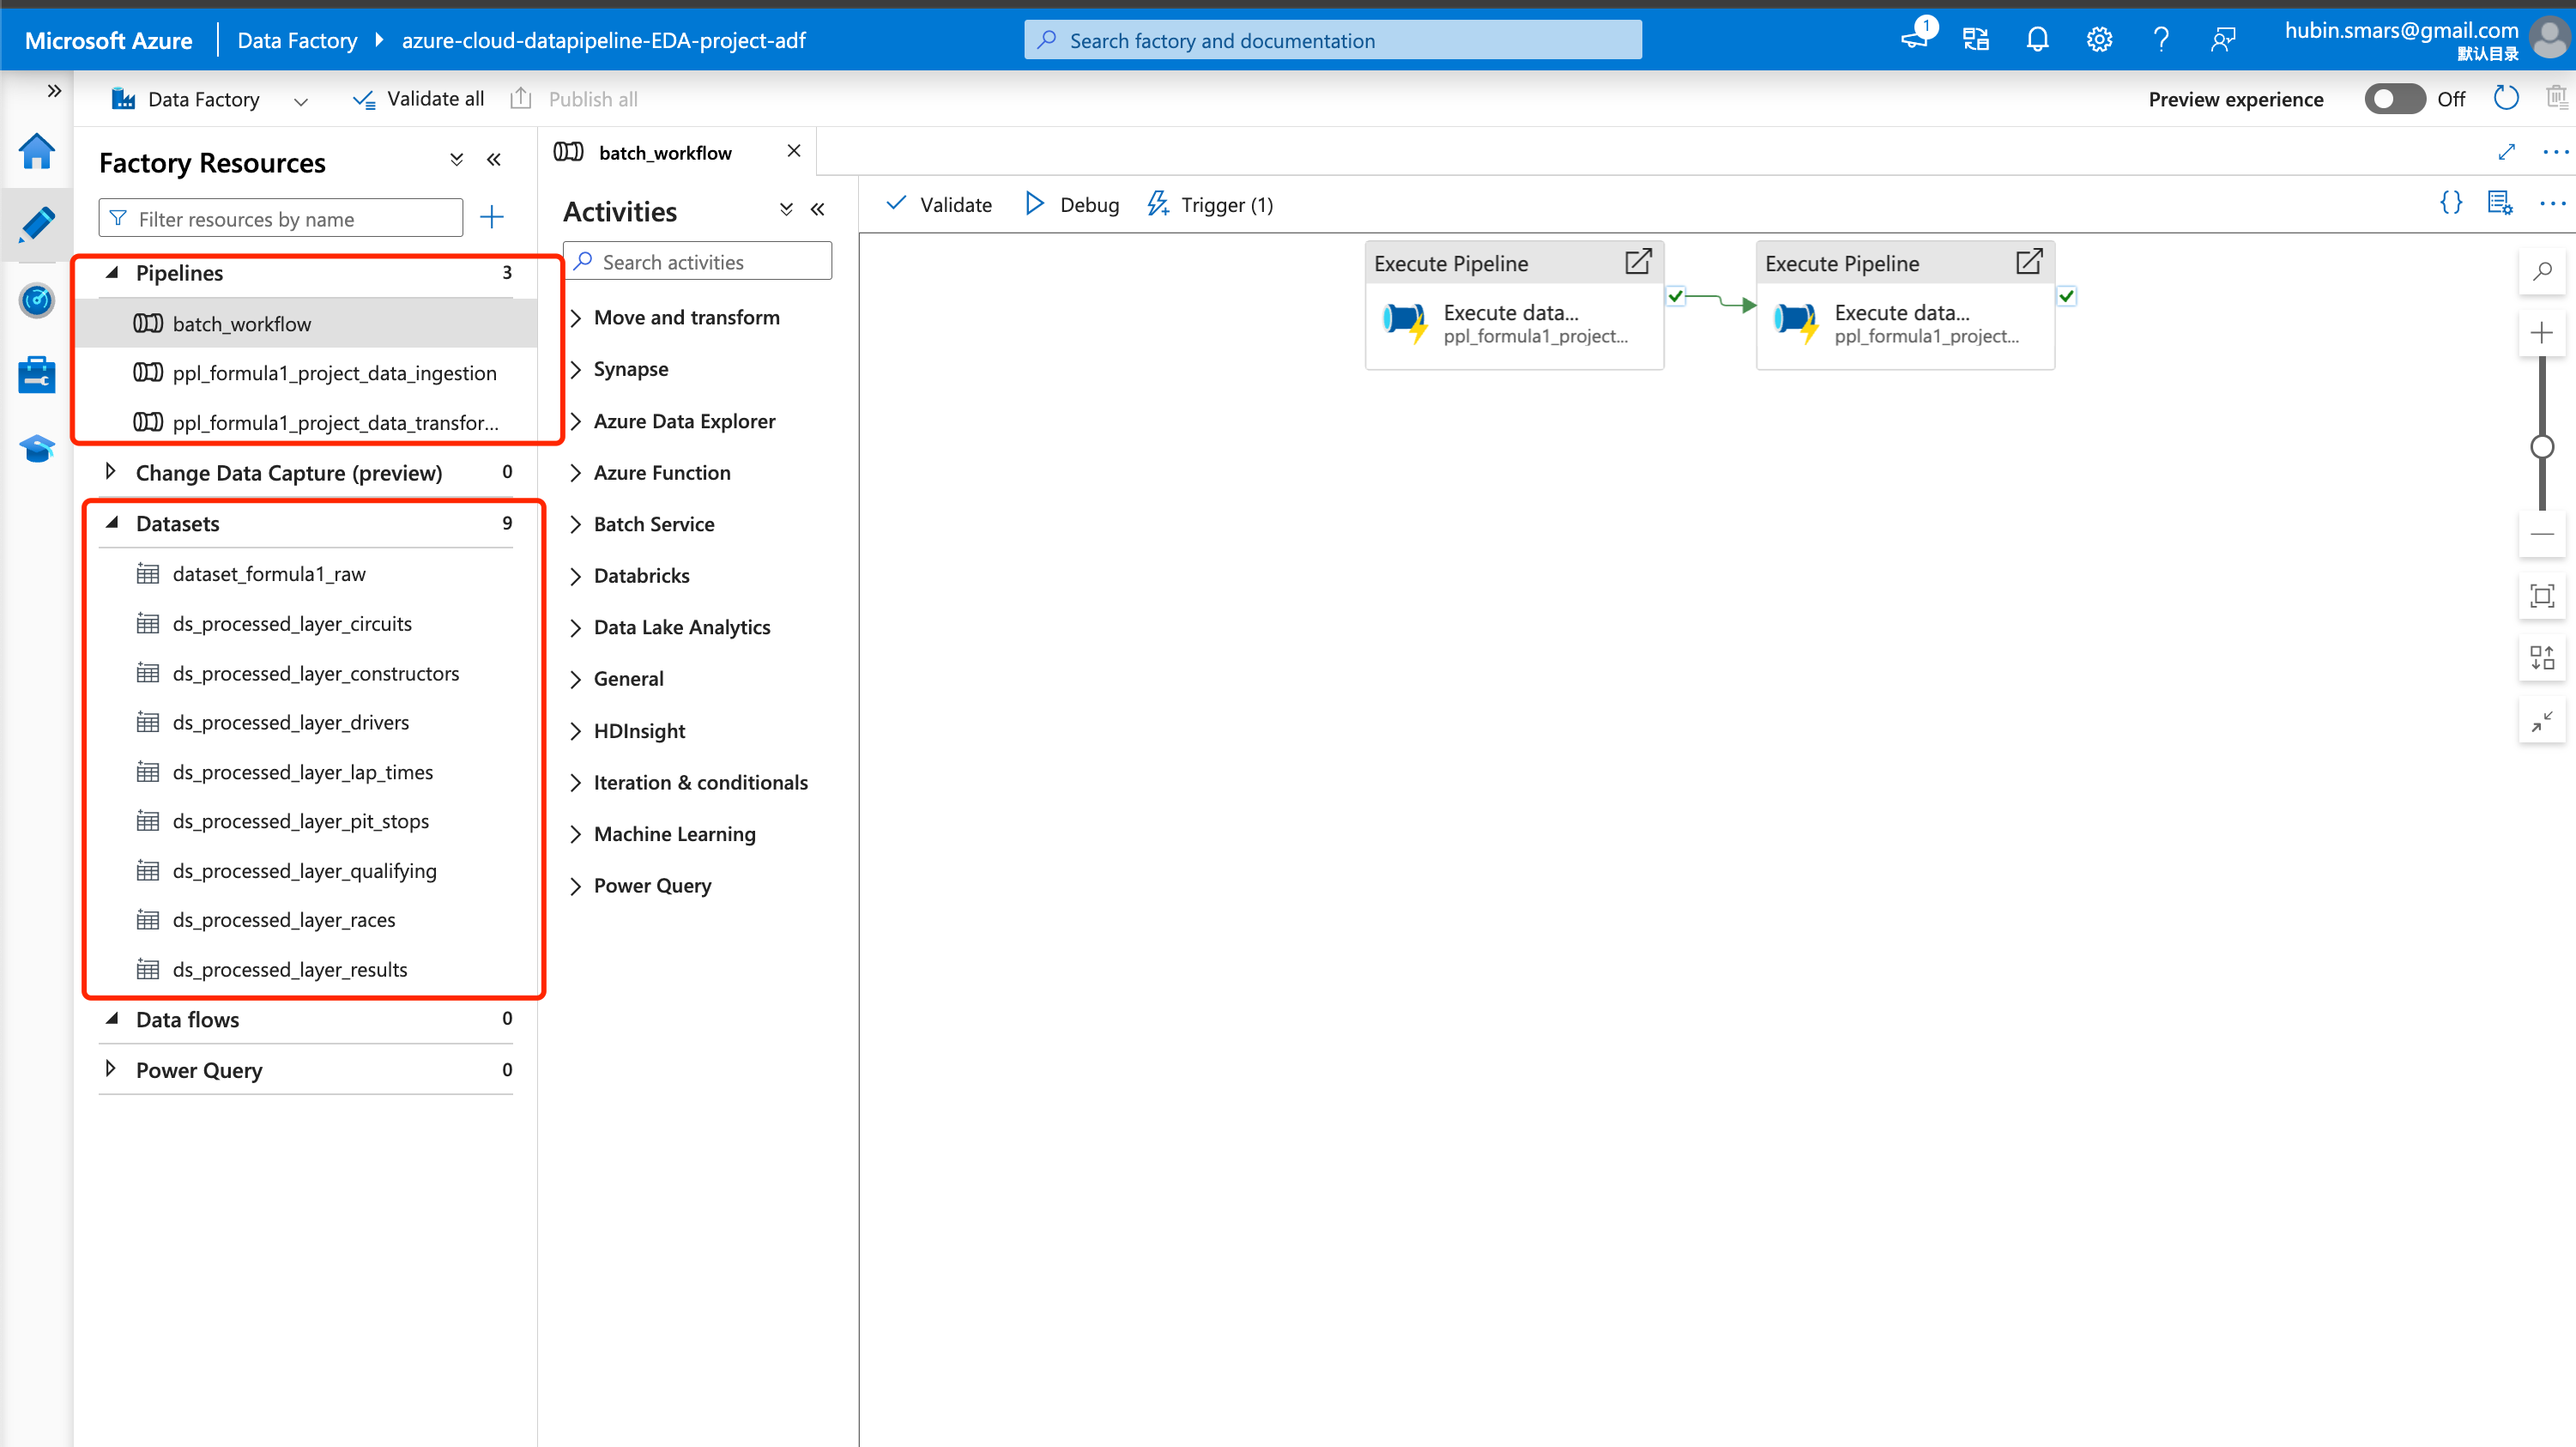 Microsoft Azure
Data Factory
azure-cloud-datapipeline-EDA-project-adf
Search factory and documentation
1
hubin.smars@gmail.com
默认目录
Data Factory
Validate all
Publish all
Preview experience
Off
Factory Resources
Filter resources by name
Pipelines 3
batch_workflow
ppl_formula1_project_data_ingestion
ppl_formula1_project_data_transfor...
Change Data Capture (preview) 0
Datasets 9
dataset_formula1_raw
ds_processed_layer_circuits
ds_processed_layer_constructors
ds_processed_layer_drivers
ds_processed_layer_lap_times
ds_processed_layer_pit_stops
ds_processed_layer_qualifying
ds_processed_layer_races
ds_processed_layer_results
Data flows 0
Power Query 0
batch_workflow
Activities
Search activities
Move and transform
Synapse
Azure Data Explorer
Azure Function
Batch Service
Databricks
Data Lake Analytics
General
HDInsight
Iteration & conditionals
Machine Learning
Power Query
Validate
Debug
Trigger (1)
Execute Pipeline
Execute data...
ppl_formula1_project...
Execute Pipeline
Execute data...
ppl_formula1_project...